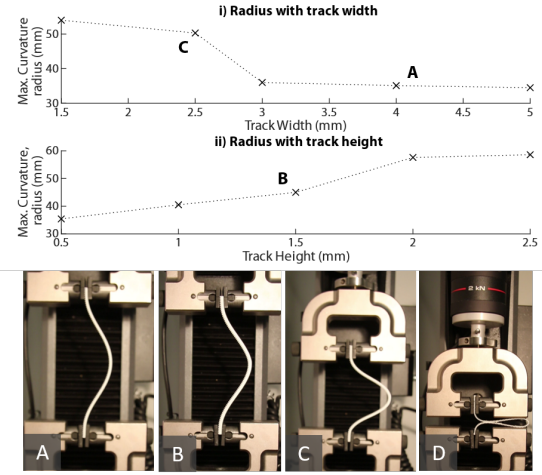 i) Radius with track width
Max. Curvature
radius (mm)
50
40
30
C
A
1.5
2
2.5
3
3.5
4
4.5
5
Track Width (mm)
ii) Radius with track height
Max. Curvature,
radius (mm)
60
50
40
30
B
0.5
1
1.5
2
2.5
Track Height (mm)
2 kN
A
B
C
D